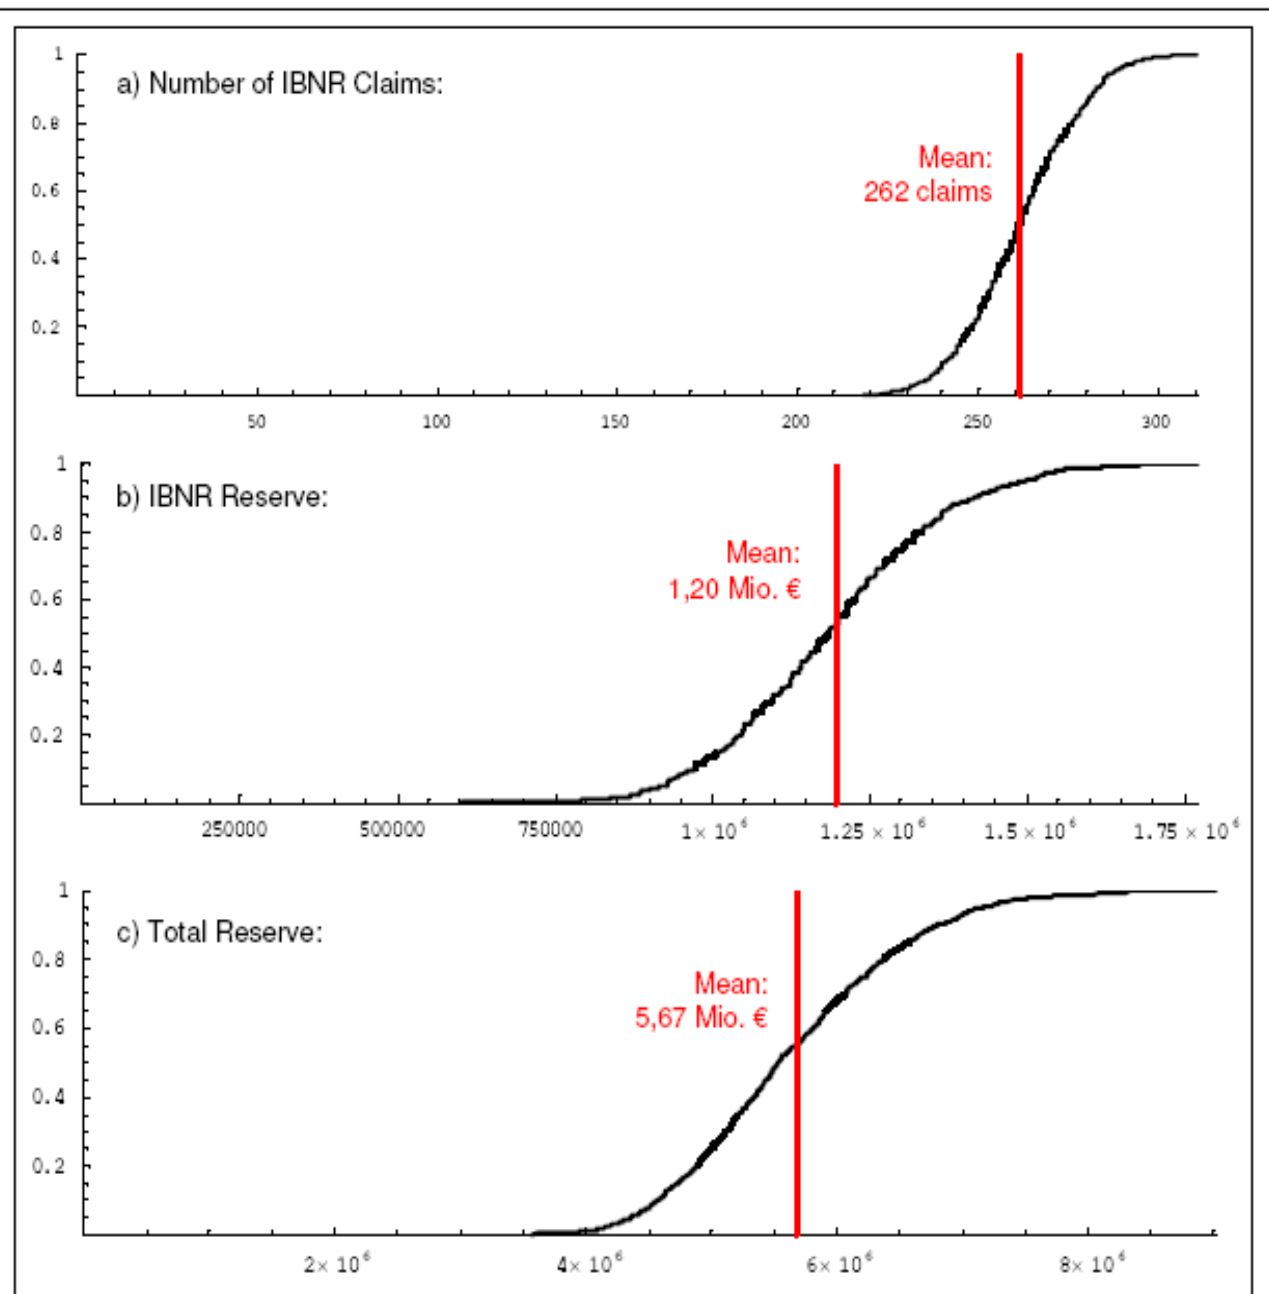 a) Number of IBNR Claims:
1
0.8
0.6
0.4
0.2
Mean:
262 claims
50 100 150 200 250 300
b) IBNR Reserve:
1
0.8
0.6
0.4
0.2
Mean:
1,20 Mio. €
250000 500000 750000 1× 10⁶ 1.25 × 10⁶ 1.5 × 10⁶ 1.75 × 10⁶
c) Total Reserve:
1
0.8
0.6
0.4
0.2
Mean:
5,67 Mio. €
2× 10⁶ 4× 10⁶ 6× 10⁶ 8× 10⁶